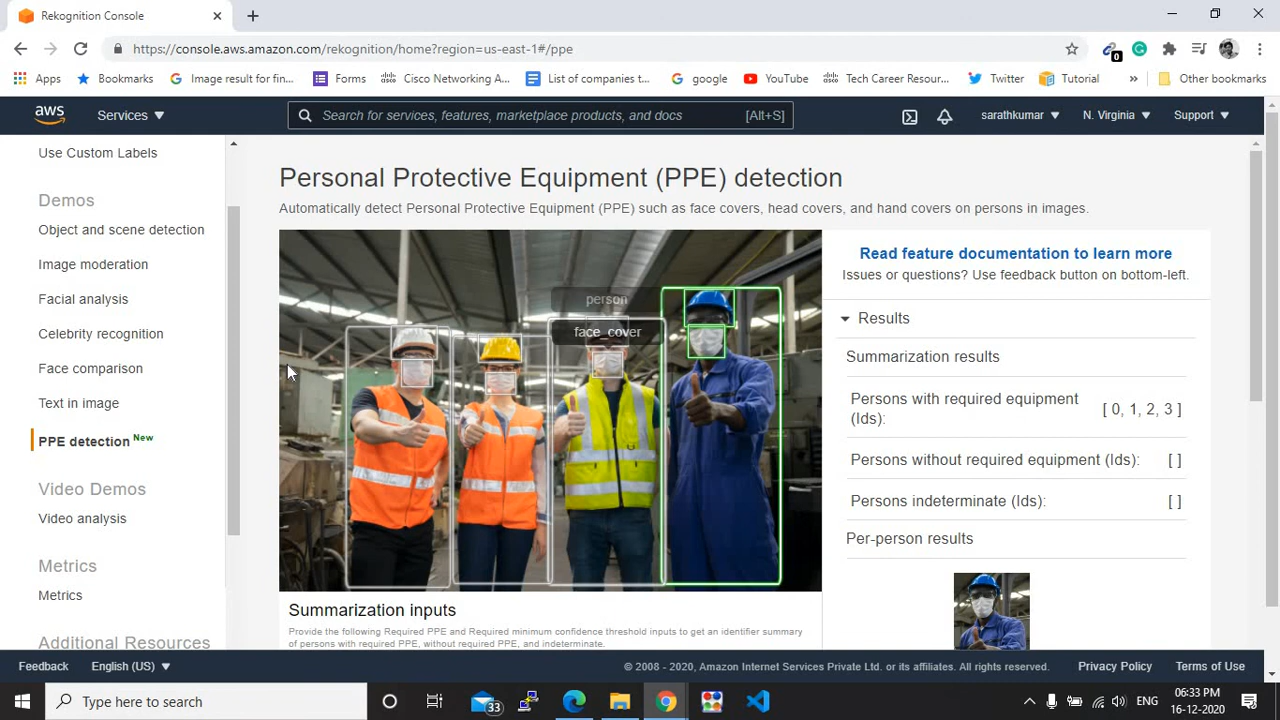 Rekognition Console
https://console.aws.amazon.com/rekognition/home?region=us-east-1#/ppe
0
Apps
Bookmarks
Image result for fin...
Forms
Cisco Networking A...
List of companies t...
google
YouTube
Tech Career Resour...
Twitter
Tutorial
»
Other bookmarks
aws
Services
Search for services, features, marketplace products, and docs
[Alt+S]
sarathkumar
N. Virginia
Support
Use Custom Labels
Demos
Object and scene detection
Image moderation
Facial analysis
Celebrity recognition
Face comparison
Text in image
PPE detection New
Video Demos
Video analysis
Metrics
Metrics
Additional Resources
Personal Protective Equipment (PPE) detection
Automatically detect Personal Protective Equipment (PPE) such as face covers, head covers, and hand covers on persons in images.
person
face_cover
Summarization inputs
Provide the following Required PPE and Required minimum confidence threshold inputs to get an identifier summary
of persons with required PPE, without required PPE, and indeterminate.
Read feature documentation to learn more
Issues or questions? Use feedback button on bottom-left.
Results
Summarization results
Persons with required equipment
(Ids):
[ 0, 1, 2, 3 ]
Persons without required equipment (Ids):
[ ]
Persons indeterminate (Ids):
[ ]
Per-person results
Feedback
English (US)
© 2008 - 2020, Amazon Internet Services Private Ltd. or its affiliates. All rights reserved.
Privacy Policy
Terms of Use
Type here to search
33
ENG
06:33 PM
16-12-2020